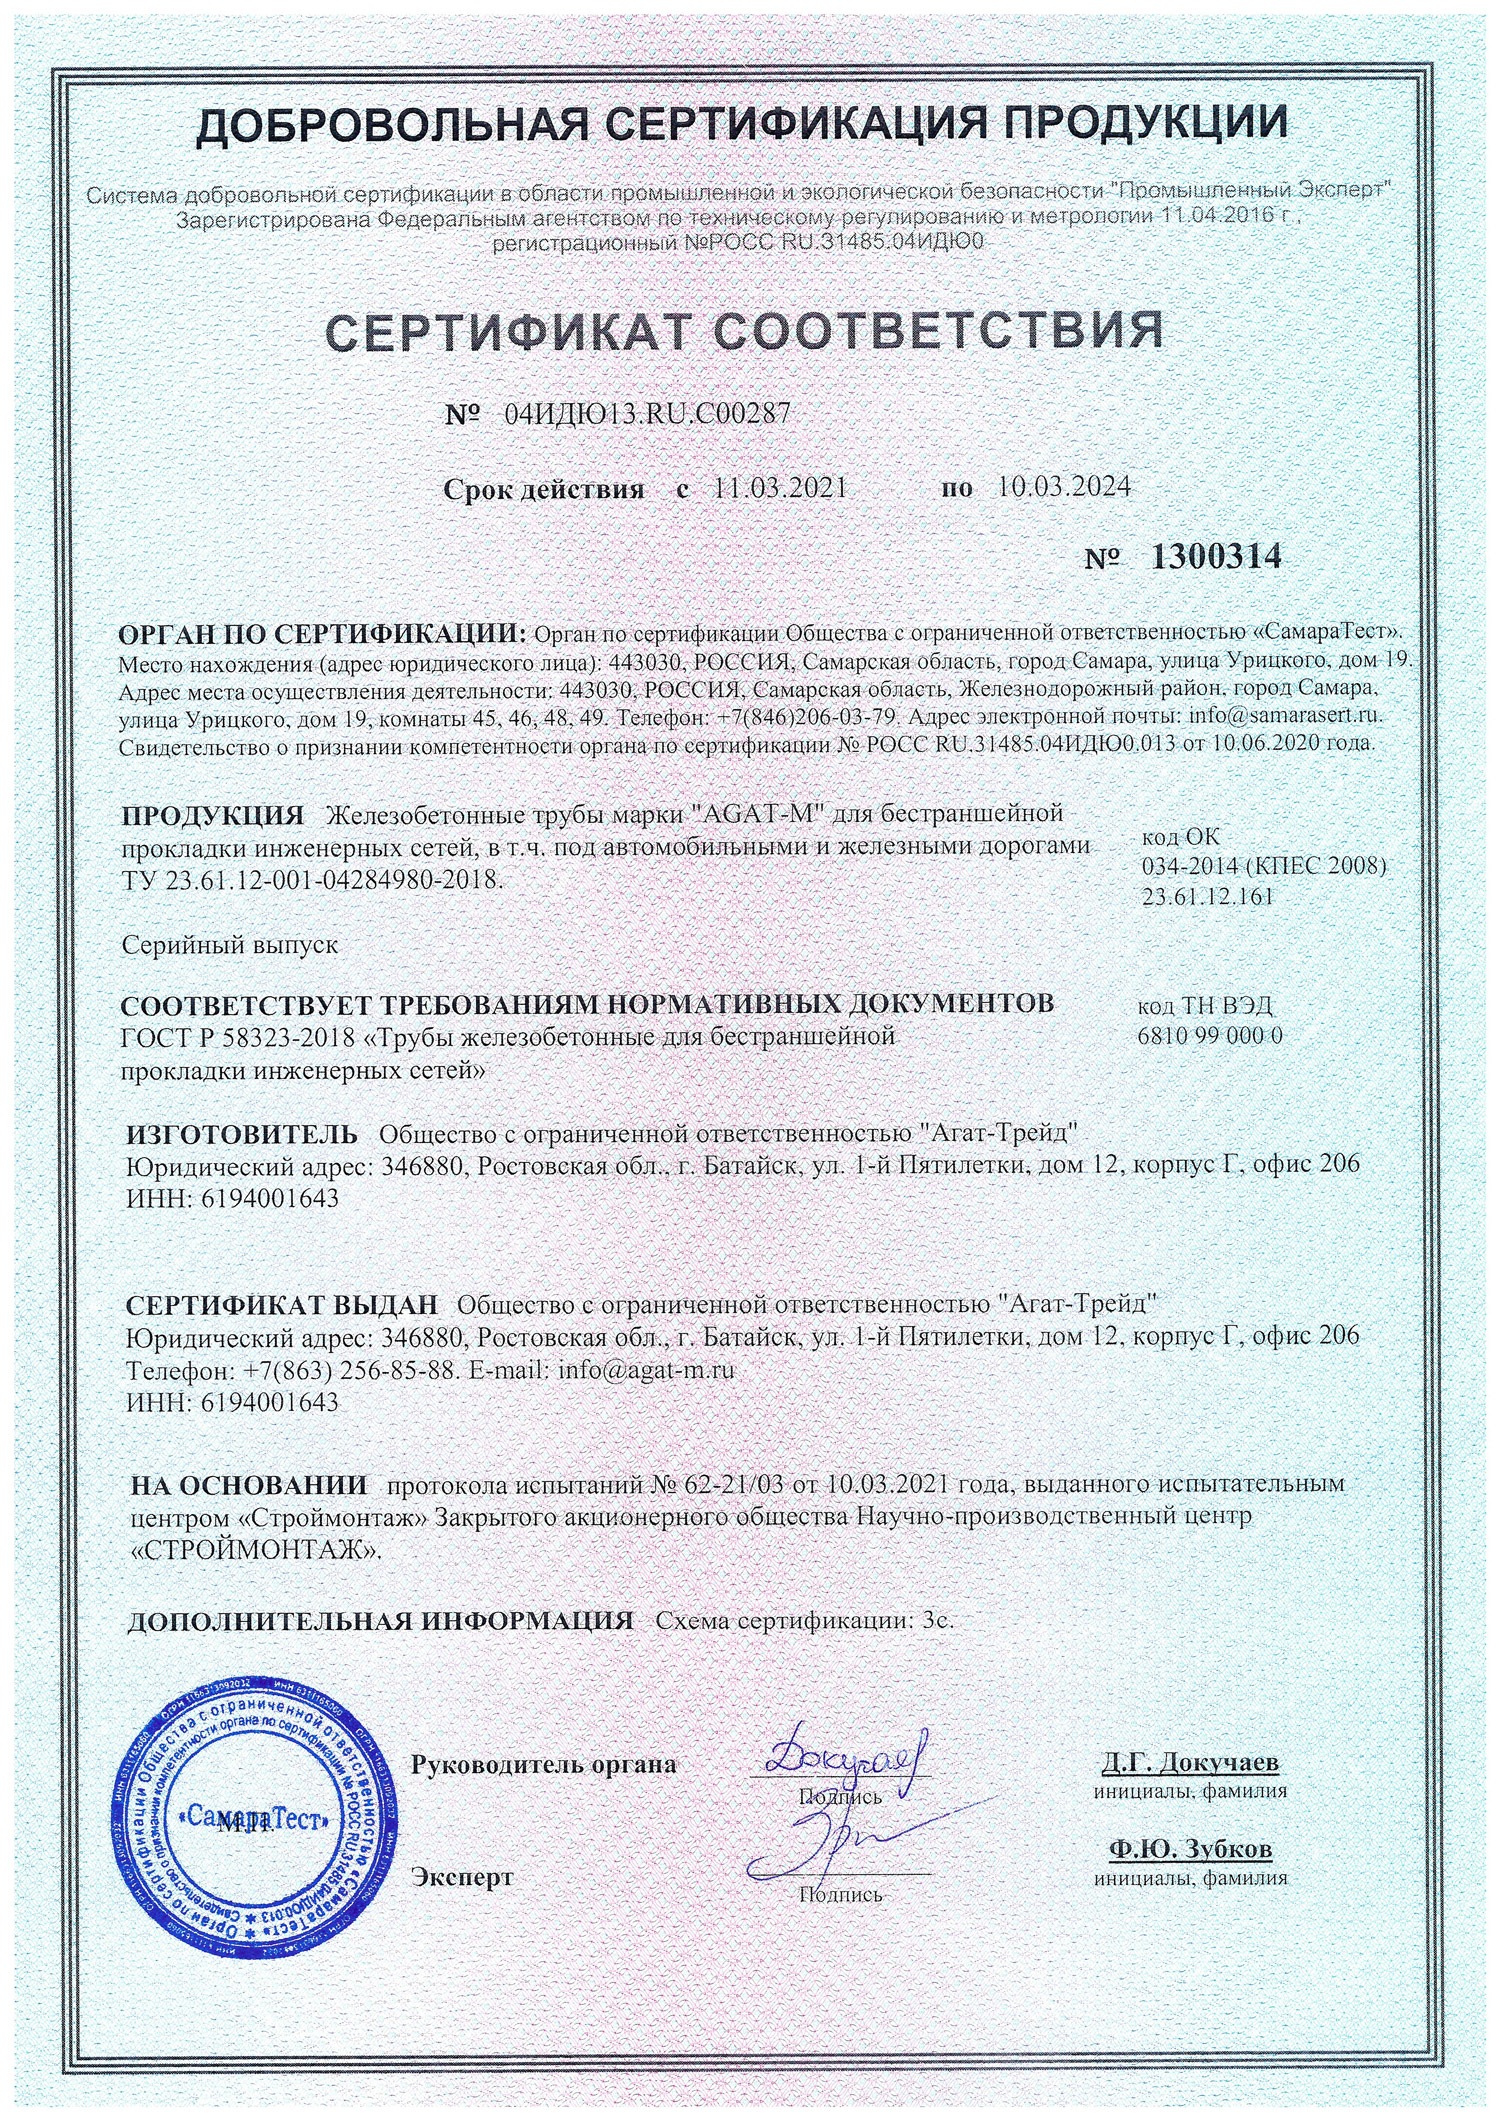 ДОБРОВОЛЬНАЯ СЕРТИФИКАЦИЯ ПРОДУКЦИИ
Система добровольной сертификации в области промышленной и экологической безопасности "Промышленный Эксперт"
Зарегистрирована Федеральным агентством по техническому регулированию и метрологии 11.04.2016 г.,
регистрационный №РОСС RU.31485.04ИДЮ0
СЕРТИФИКАТ СООТВЕТСТВИЯ
№ 04ИДЮ13.RU.С00287
Срок действия с 11.03.2021 по 10.03.2024
№ 1300314
ОРГАН ПО СЕРТИФИКАЦИИ: Орган по сертификации Общества с ограниченной ответственностью «СамараТест».
Место нахождения (адрес юридического лица): 443030, РОССИЯ, Самарская область, город Самара, улица Урицкого, дом 19.
Адрес места осуществления деятельности: 443030, РОССИЯ, Самарская область, Железнодорожный район, город Самара,
улица Урицкого, дом 19, комнаты 45, 46, 48, 49. Телефон: +7(846)206-03-79. Адрес электронной почты: info@samarasert.ru.
Свидетельство о признании компетентности органа по сертификации № РОСС RU.31485.04ИДЮ0.013 от 10.06.2020 года.
ПРОДУКЦИЯ Железобетонные трубы марки "AGAT-M" для бестраншейной
прокладки инженерных сетей, в т.ч. под автомобильными и железными дорогами
ТУ 23.61.12-001-04284980-2018.
код ОК
034-2014 (КПЕС 2008)
23.61.12.161
Серийный выпуск
СООТВЕТСТВУЕТ ТРЕБОВАНИЯМ НОРМАТИВНЫХ ДОКУМЕНТОВ
ГОСТ Р 58323-2018 «Трубы железобетонные для бестраншейной
прокладки инженерных сетей»
код ТН ВЭД
6810 99 000 0
ИЗГОТОВИТЕЛЬ Общество с ограниченной ответственностью "Агат-Трейд"
Юридический адрес: 346880, Ростовская обл., г. Батайск, ул. 1-й Пятилетки, дом 12, корпус Г, офис 206
ИНН: 6194001643
СЕРТИФИКАТ ВЫДАН Общество с ограниченной ответственностью "Агат-Трейд"
Юридический адрес: 346880, Ростовская обл., г. Батайск, ул. 1-й Пятилетки, дом 12, корпус Г, офис 206
Телефон: +7(863) 256-85-88. E-mail: info@agat-m.ru
ИНН: 6194001643
НА ОСНОВАНИИ протокола испытаний № 62-21/03 от 10.03.2021 года, выданного испытательным
центром «Строймонтаж» Закрытого акционерного общества Научно-производственный центр
«СТРОЙМОНТАЖ».
ДОПОЛНИТЕЛЬНАЯ ИНФОРМАЦИЯ Схема сертификации: 3с.
Орган по сертификации Общества с ограниченной ответственностью «СамараТест»
Свидетельство о признании компетентности органа по сертификации № РОСС RU.31485.04ИДЮ0.013
«СамараТест»
М.П.
Руководитель органа Докучаев Д.Г. Докучаев
Подпись инициалы, фамилия
Эксперт Ф.Ю. Зубков
Подпись инициалы, фамилия